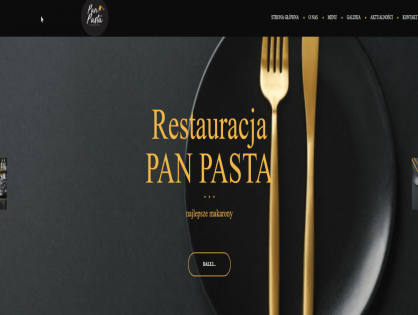 Pan
Pasta
STRONA GŁÓWNA • O NAS • MENU • GALERIA • AKTUALNOŚCI • KONTAKT
Restauracja
PAN PASTA
najlepsze makarony
DALEJ...